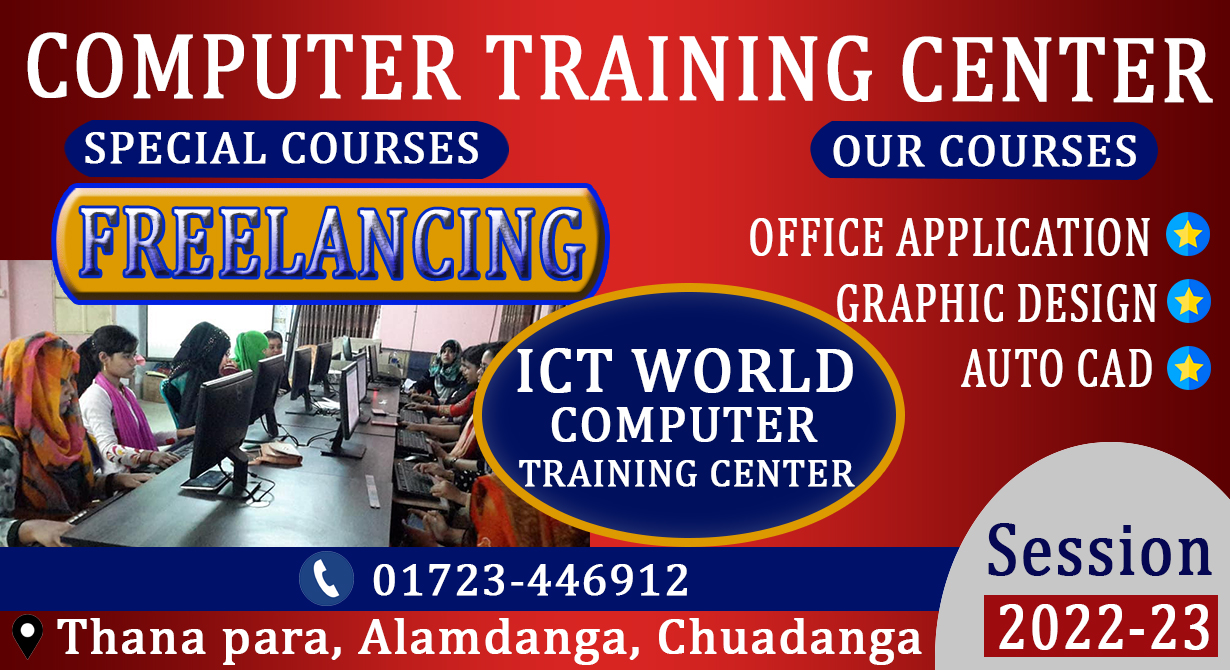 COMPUTER TRAINING CENTER
SPECIAL COURSES
FREELANCING
OUR COURSES
OFFICE APPLICATION
GRAPHIC DESIGN
AUTO CAD
ICT WORLD
COMPUTER
TRAINING CENTER
Session
2022-23
01723-446912
Thana para, Alamdanga, Chuadanga